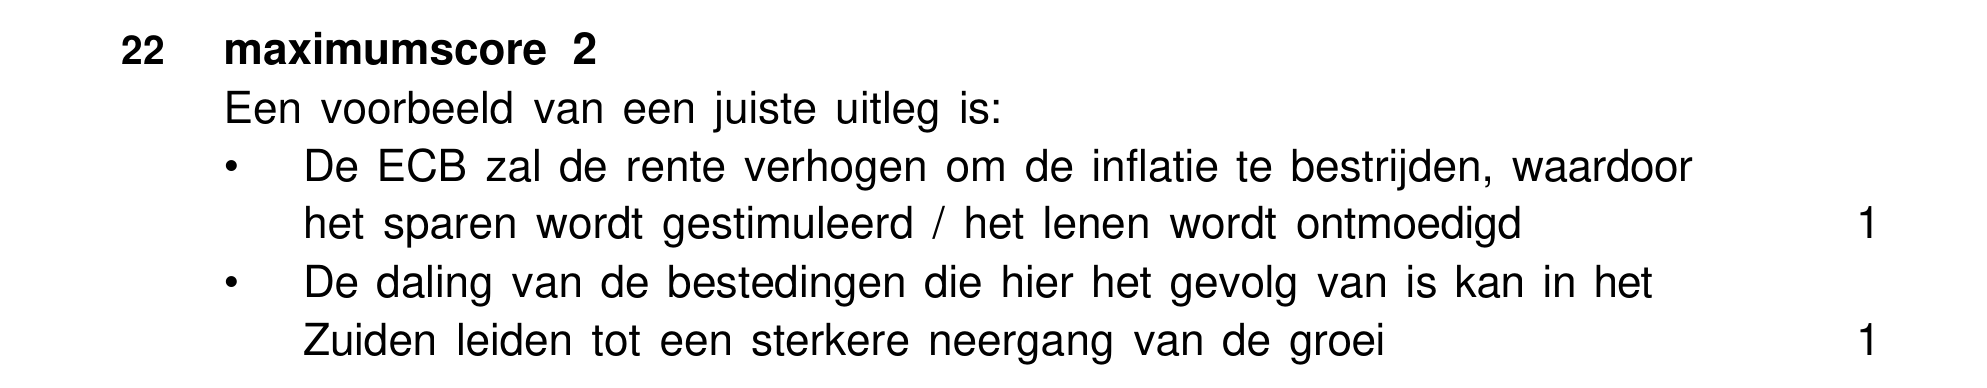 22 maximumscore 2
Een voorbeeld van een juiste uitleg is:
• De ECB zal de rente verhogen om de inflatie te bestrijden, waardoor
het sparen wordt gestimuleerd / het lenen wordt ontmoedigd 1
• De daling van de bestedingen die hier het gevolg van is kan in het
Zuiden leiden tot een sterkere neergang van de groei 1